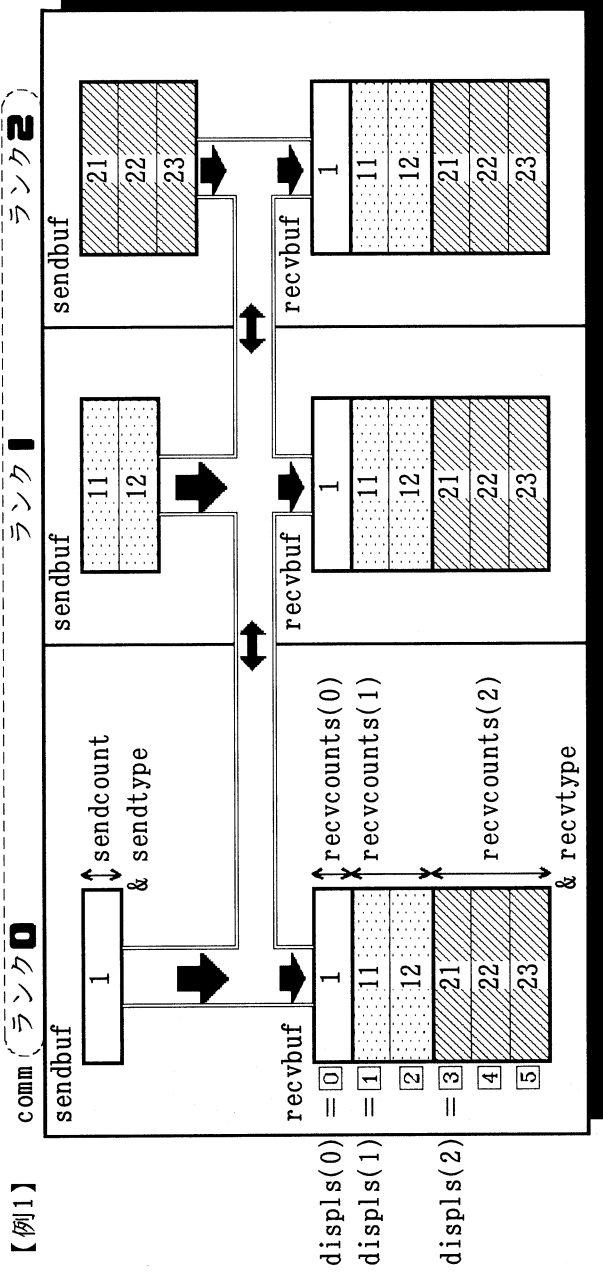 【例1】
comm ランク0 ランク1 ランク2
sendbuf sendbuf sendbuf
1 11 21
12 22
23
sendcount
& sendtype
recvbuf recvbuf recvbuf
displs(0) = 0 1 recvcounts(0) 1 1
displs(1) = 1 11 recvcounts(1) 11 11
2 12 12 12
displs(2) = 3 21 recvcounts(2) 21 21
4 22 22 22
5 23 23 23
& recvtype